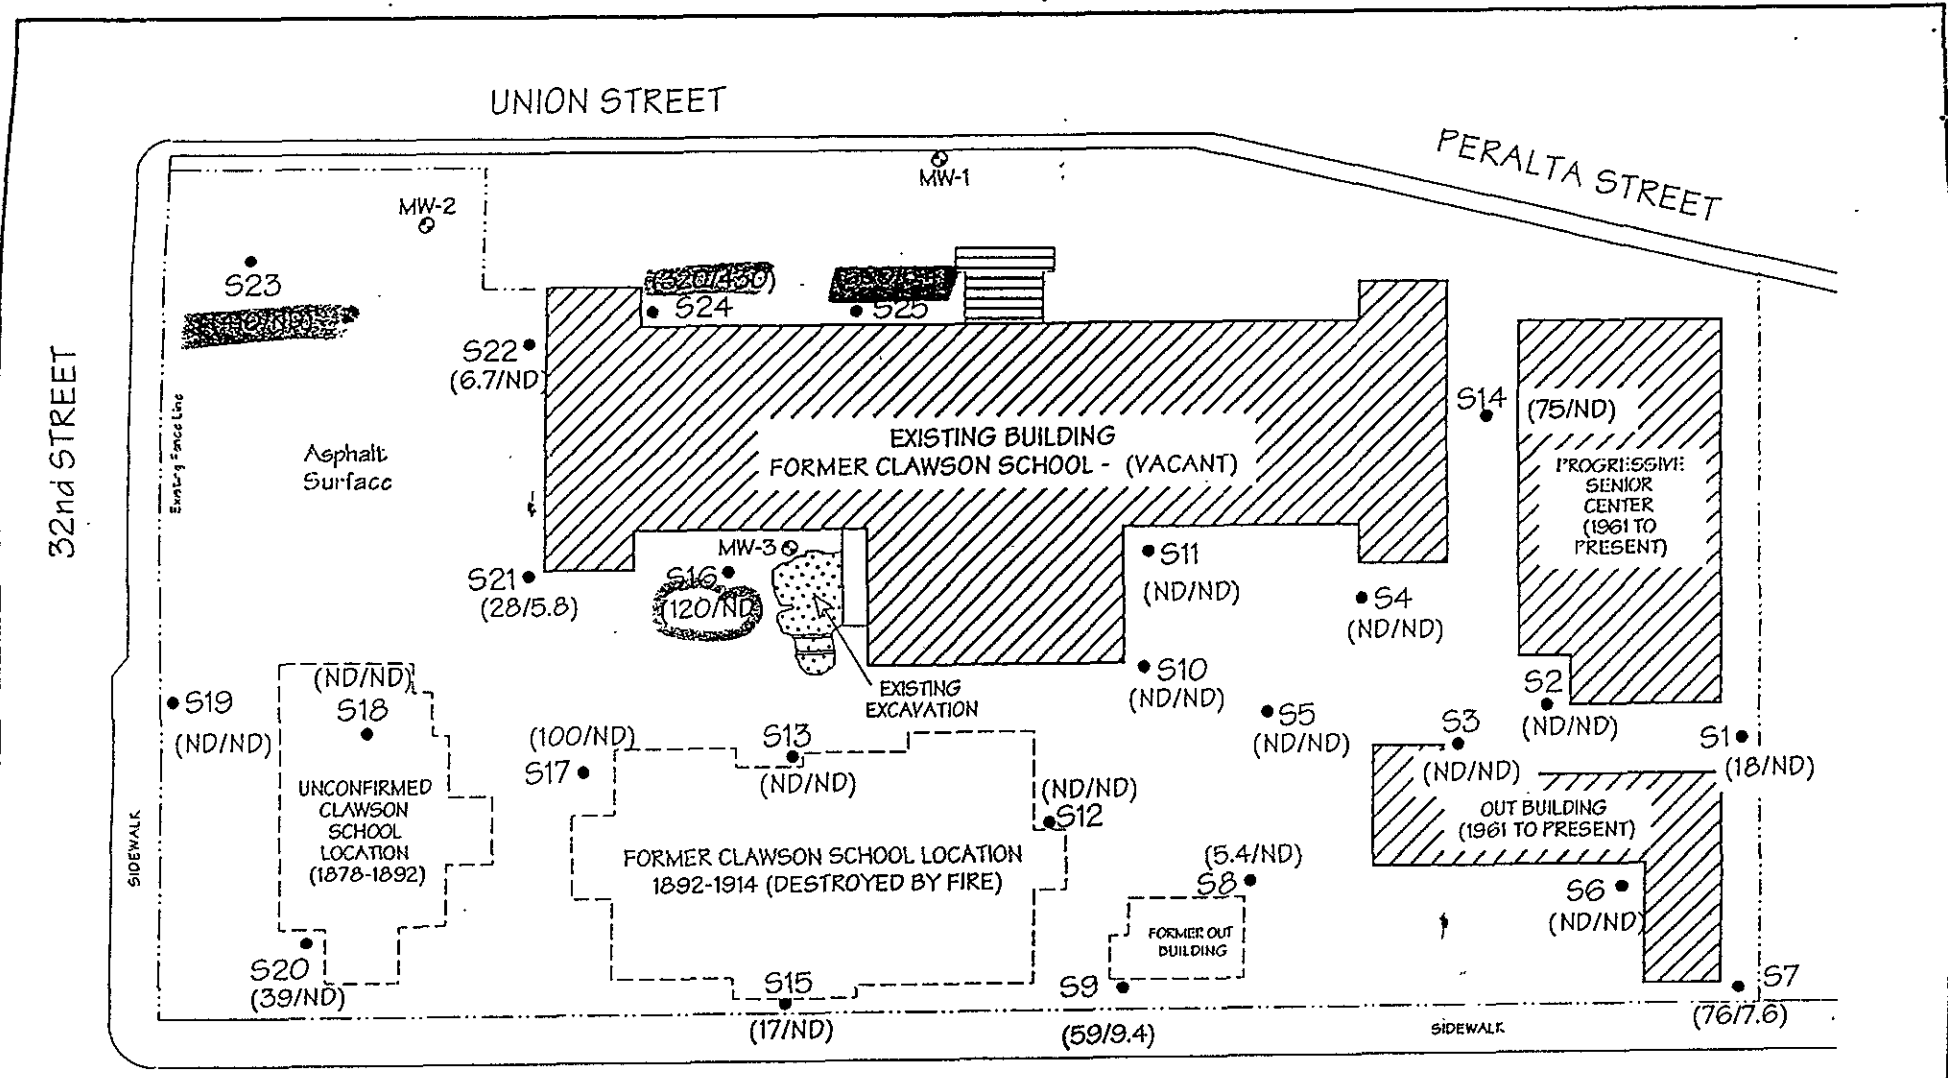 UNION STREET
PERALTA STREET
32nd STREET
MW-1
MW-2
S23
(320/430)
S24
S25
S22
(6.7/ND)
Existing Fence Line
Asphalt
Surface
EXISTING BUILDING
FORMER CLAWSON SCHOOL - (VACANT)
S14
(75/ND)
PROGRESSIVE
SENIOR
CENTER
(1961 TO
PRESENT)
MW-3
S16
(120/ND)
S21
(28/5.8)
S11
(ND/ND)
S4
(ND/ND)
S10
(ND/ND)
EXISTING
EXCAVATION
S5
(ND/ND)
S2
(ND/ND)
S3
(ND/ND)
S1
(18/ND)
S19
(ND/ND)
(ND/ND)
S18
UNCONFIRMED
CLAWSON
SCHOOL
LOCATION
(1878-1892)
(100/ND)
S17
S13
(ND/ND)
(ND/ND)
S12
FORMER CLAWSON SCHOOL LOCATION
1892-1914 (DESTROYED BY FIRE)
OUT BUILDING
(1961 TO PRESENT)
(5.4/ND)
S8
FORMER OUT
BUILDING
S6
(ND/ND)
SIDEWALK
S20
(39/ND)
S15
(17/ND)
S9
(59/9.4)
SIDEWALK
S7
(76/7.6)